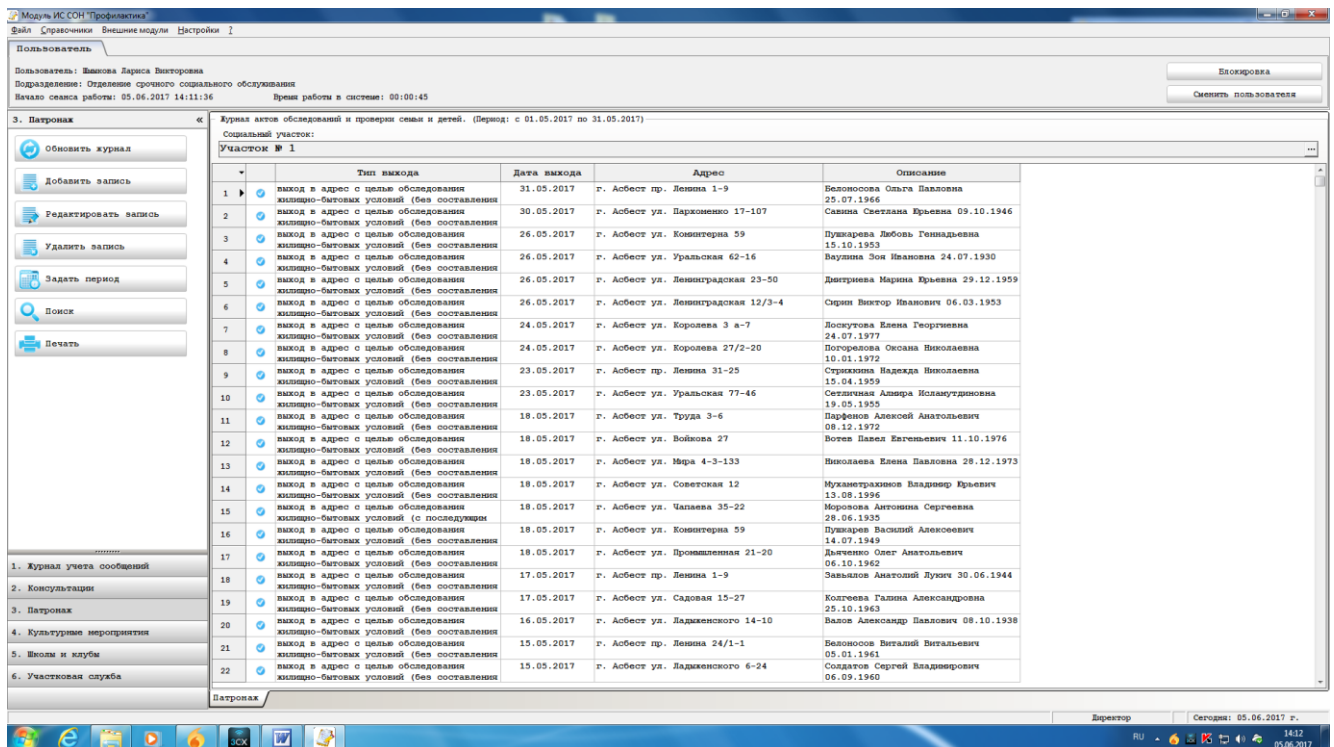 Модуль ИС СОН "Профилактика"
Файл Справочники Внешние модули Настройки ?
Пользователь
Пользователь: Шмыкова Лариса Викторовна
Подразделение: Отделение срочного социального обслуживания
Начало сеанса работы: 05.06.2017 14:11:36 Время работы в системе: 00:00:45
Блокировка
Сменить пользователя
3. Патронаж «
Обновить журнал
Добавить запись
Редактировать запись
Удалить запись
Задать период
Поиск
Печать
1. Журнал учета сообщений
2. Консультации
3. Патронаж
4. Культурные мероприятия
5. Школы и клубы
6. Участковая служба
Журнал актов обследований и проверки семьи и детей. (Период: с 01.05.2017 по 31.05.2017)
Социальный участок:
Участок № 1 ...
Тип выхода Дата выхода Адрес Описание
1 выход в адрес с целью обследования 31.05.2017 г. Асбест пр. Ленина 1-9 Белоносова Ольга Павловна
жилищно-бытовых условий (без составления 25.07.1966
2 выход в адрес с целью обследования 30.05.2017 г. Асбест ул. Пархоменко 17-107 Савина Светлана Юрьевна 09.10.1946
жилищно-бытовых условий (без составления
3 выход в адрес с целью обследования 26.05.2017 г. Асбест ул. Коминтерна 59 Пушкарева Любовь Геннадьевна
жилищно-бытовых условий (без составления 15.10.1953
4 выход в адрес с целью обследования 26.05.2017 г. Асбест ул. Уральская 62-16 Ваулина Зоя Ивановна 24.07.1930
жилищно-бытовых условий (без составления
5 выход в адрес с целью обследования 26.05.2017 г. Асбест ул. Ленинградская 23-50 Дмитриева Марина Юрьевна 29.12.1959
жилищно-бытовых условий (без составления
6 выход в адрес с целью обследования 26.05.2017 г. Асбест ул. Ленинградская 12/3-4 Сирин Виктор Иванович 06.03.1953
жилищно-бытовых условий (без составления
7 выход в адрес с целью обследования 24.05.2017 г. Асбест ул. Королева 3 а-7 Лоскутова Елена Георгиевна
жилищно-бытовых условий (без составления 24.07.1977
8 выход в адрес с целью обследования 24.05.2017 г. Асбест ул. Королева 27/2-20 Погорелова Оксана Николаевна
жилищно-бытовых условий (без составления 10.01.1972
9 выход в адрес с целью обследования 23.05.2017 г. Асбест пр. Ленина 31-25 Стрижкина Надежда Николаевна
жилищно-бытовых условий (без составления 15.04.1959
10 выход в адрес с целью обследования 23.05.2017 г. Асбест ул. Уральская 77-46 Сетличная Алмира Исламутдиновна
жилищно-бытовых условий (без составления 19.05.1955
11 выход в адрес с целью обследования 18.05.2017 г. Асбест ул. Труда 3-6 Парфенов Алексей Анатольевич
жилищно-бытовых условий (без составления 08.12.1972
12 выход в адрес с целью обследования 18.05.2017 г. Асбест ул. Войкова 27 Вотев Павел Евгеньевич 11.10.1976
жилищно-бытовых условий (без составления
13 выход в адрес с целью обследования 18.05.2017 г. Асбест ул. Мира 4-3-133 Николаева Елена Павловна 28.12.1973
жилищно-бытовых условий (без составления
14 выход в адрес с целью обследования 18.05.2017 г. Асбест ул. Советская 12 Мухаметрахимов Владимир Юрьевич
жилищно-бытовых условий (без составления 13.08.1996
15 выход в адрес с целью обследования 18.05.2017 г. Асбест ул. Чапаева 35-22 Морозова Антонина Сергеевна
жилищно-бытовых условий (с последующим 28.06.1935
16 выход в адрес с целью обследования 18.05.2017 г. Асбест ул. Коминтерна 59 Пушкарев Василий Алексеевич
жилищно-бытовых условий (без составления 14.07.1949
17 выход в адрес с целью обследования 18.05.2017 г. Асбест ул. Промышленная 21-20 Дьяченко Олег Анатольевич
жилищно-бытовых условий (без составления 06.10.1962
18 выход в адрес с целью обследования 17.05.2017 г. Асбест пр. Ленина 1-9 Завьялов Анатолий Лукич 30.06.1944
жилищно-бытовых условий (без составления
19 выход в адрес с целью обследования 17.05.2017 г. Асбест ул. Садовая 15-27 Колгеева Галина Александровна
жилищно-бытовых условий (без составления 25.10.1963
20 выход в адрес с целью обследования 16.05.2017 г. Асбест ул. Ладыженского 14-10 Валов Александр Павлович 08.10.1938
жилищно-бытовых условий (без составления
21 выход в адрес с целью обследования 15.05.2017 г. Асбест пр. Ленина 24/1-1 Белоносов Виталий Витальевич
жилищно-бытовых условий (без составления 05.01.1961
22 выход в адрес с целью обследования 15.05.2017 г. Асбест ул. Ладыженского 6-24 Солдатов Сергей Владимирович
жилищно-бытовых условий (без составления 06.09.1960
Патронаж
Директор Сегодня: 05.06.2017 г.
3CX W RU 14:12
05.06.2017